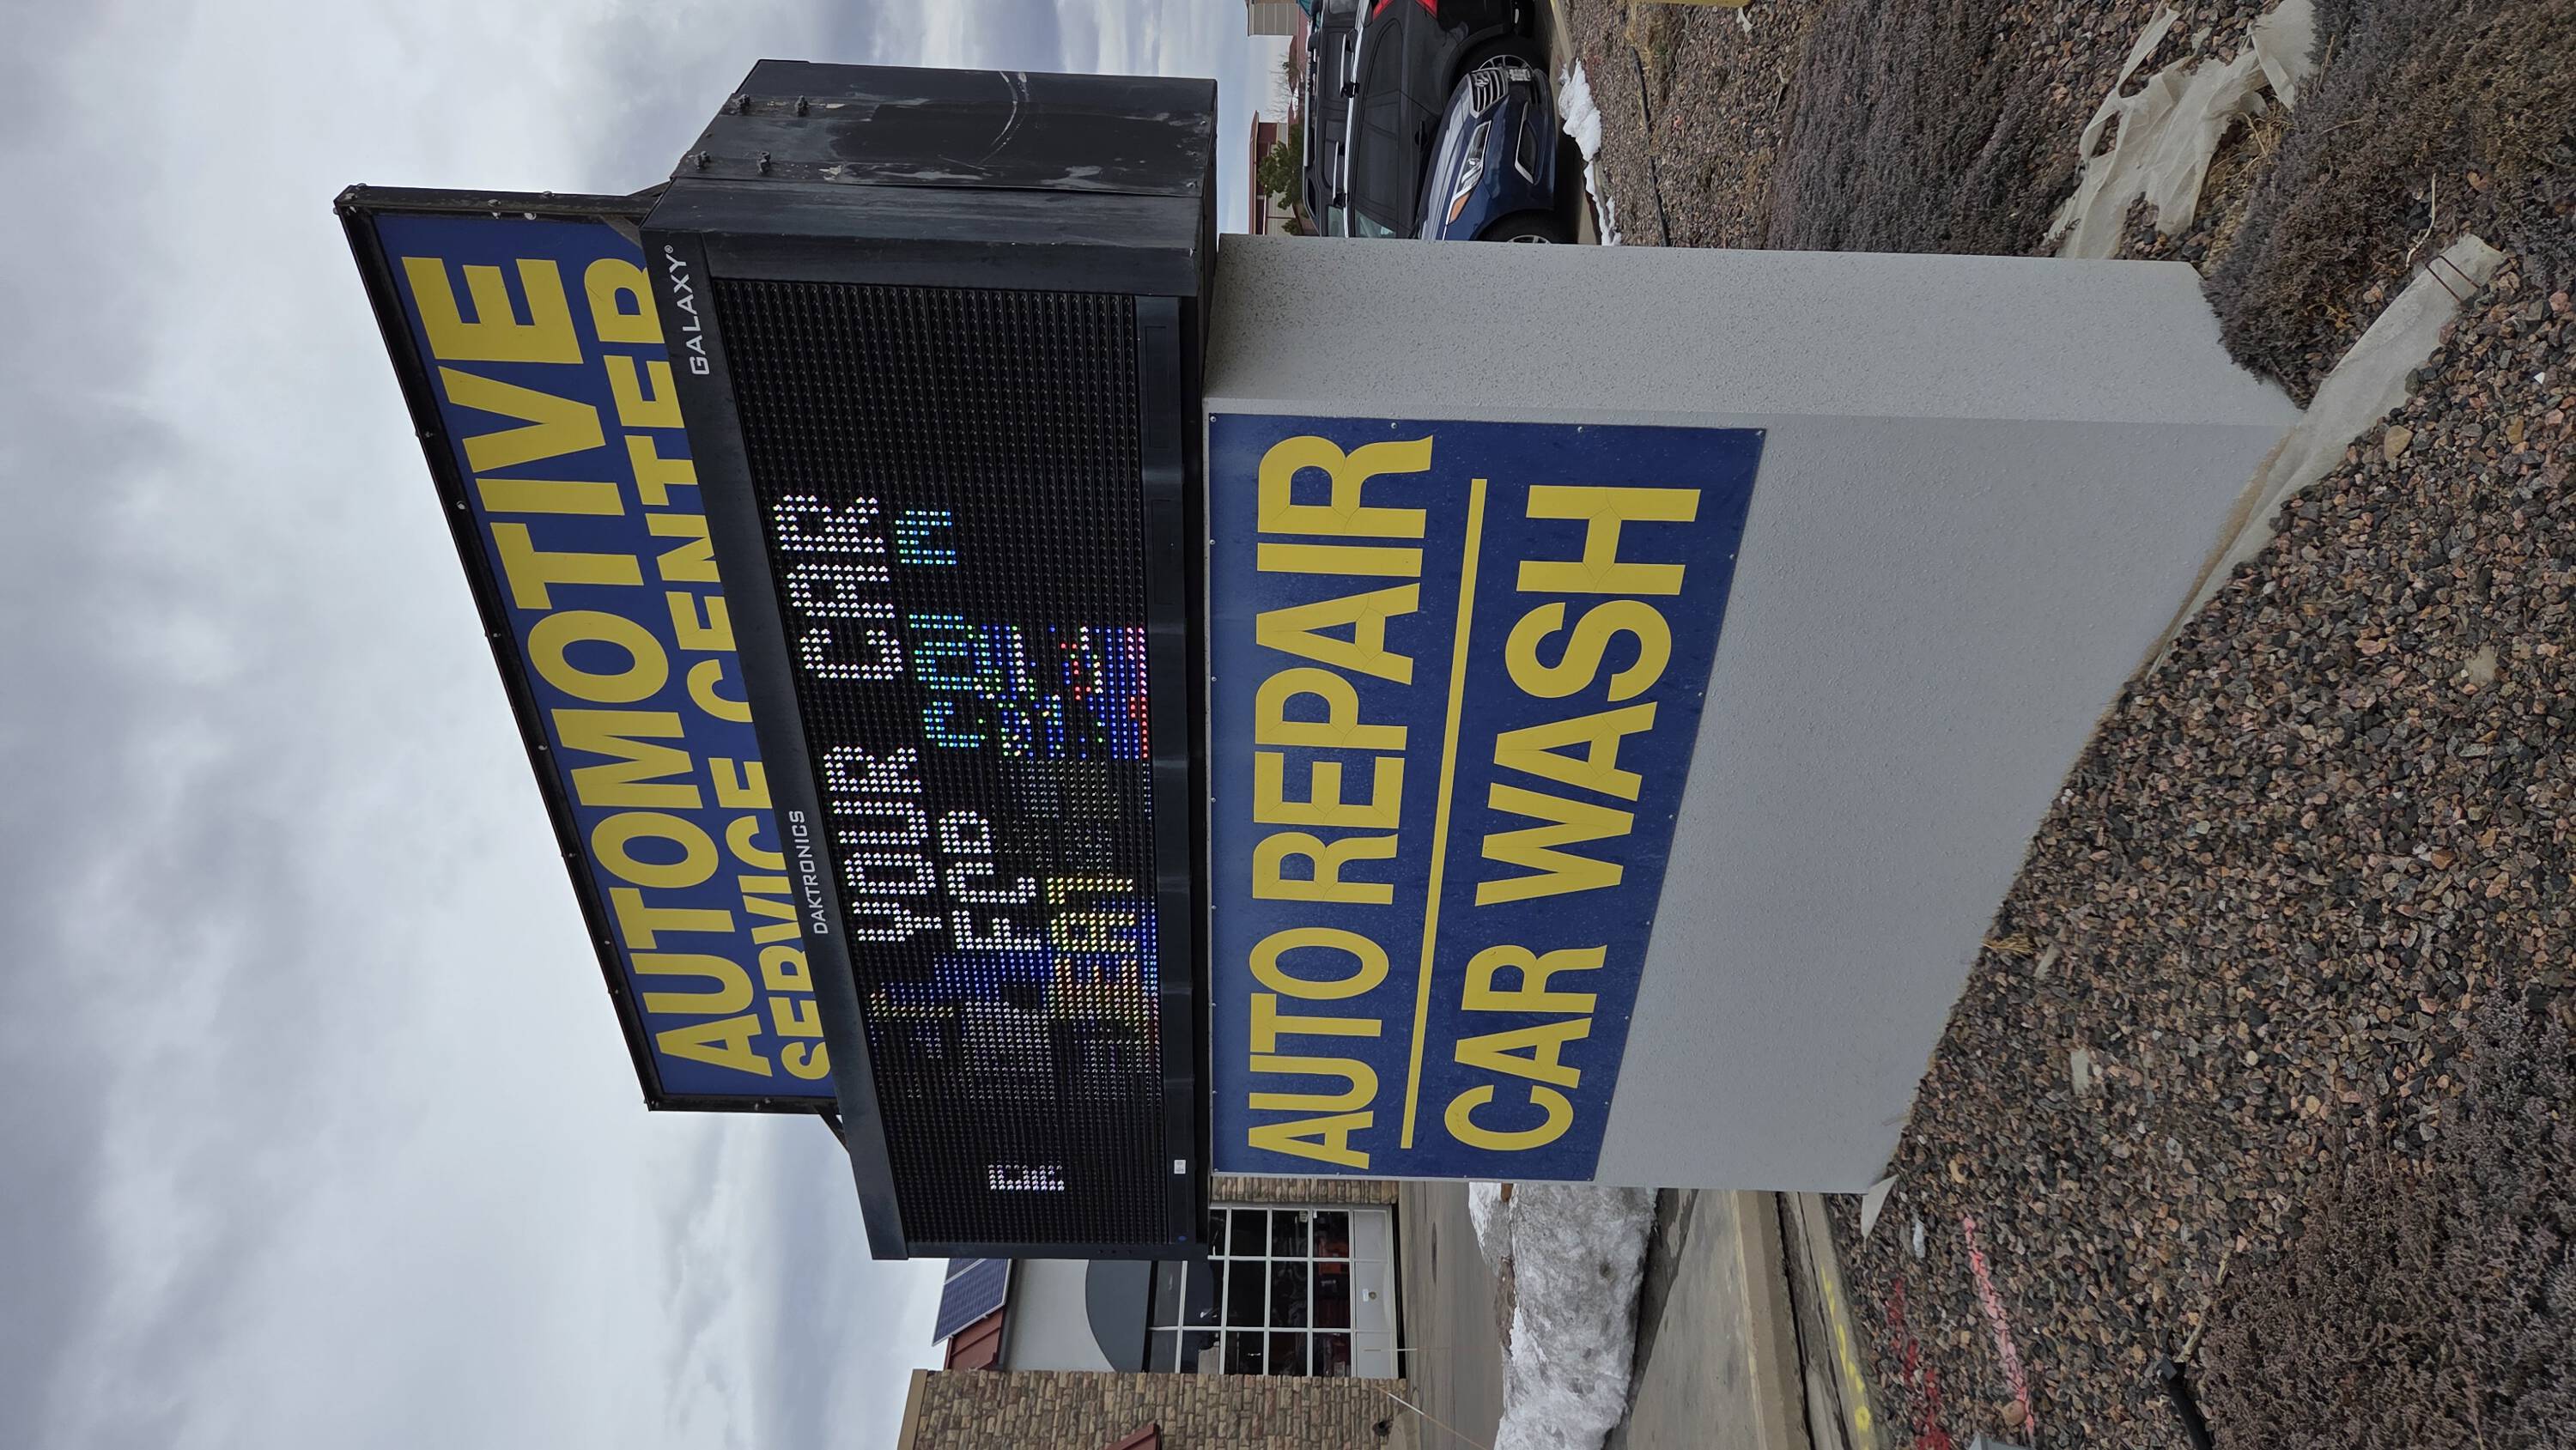 AUTOMOTIVE
SERVICE CENTER
DAKTRONICS GALAXY®
YOUR CAR
AUTO REPAIR
CAR WASH